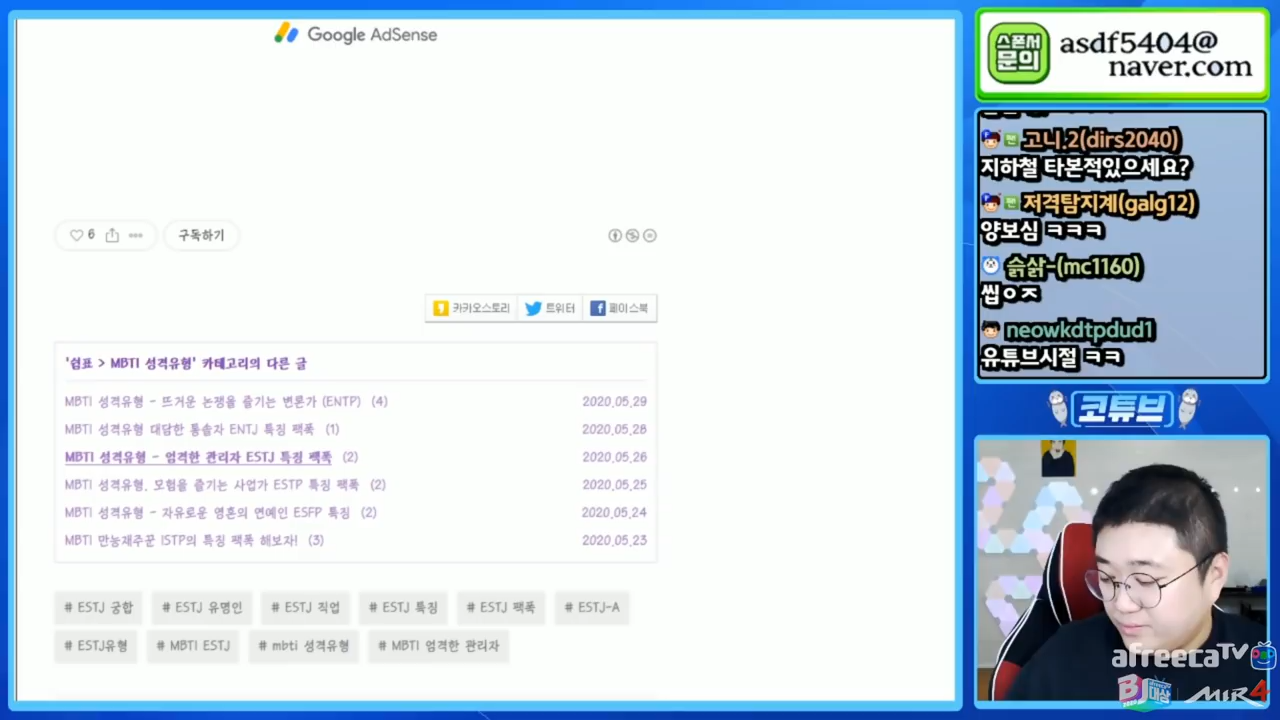 Google AdSense
6
구독하기
카카오스토리
트위터
페이스북
'쉼표 > MBTI 성격유형' 카테고리의 다른 글
MBTI 성격유형 - 뜨거운 논쟁을 즐기는 변론가 (ENTP) (4) 2020.05.29
MBTI 성격유형 대담한 통솔자 ENTJ 특징 팩폭 (1) 2020.05.28
MBTI 성격유형 - 엄격한 관리자 ESTJ 특징 팩폭 (2) 2020.05.26
MBTI 성격유형. 모험을 즐기는 사업가 ESTP 특징 팩폭 (2) 2020.05.25
MBTI 성격유형 - 자유로운 영혼의 연예인 ESFP 특징 (2) 2020.05.24
MBTI 만능재주꾼 ISTP의 특징 팩폭 해보자! (3) 2020.05.23
# ESTJ 궁합 # ESTJ 유명인 # ESTJ 직업 # ESTJ 특징 # ESTJ 팩폭 # ESTJ-A
# ESTJ유형 # MBTI ESTJ # mbti 성격유형 # MBTI 엄격한 관리자
스폰서
문의
asdf5404@
naver.com
팬 고니.2(dirs2040)
지하철 타본적있으세요?
팬 저격탐지계(galg12)
양보심 ㅋㅋㅋ
슭삵-(mc1160)
씹ㅇㅈ
neowkdtpdud1
유튜브시절 ㅋㅋ
코튜브
afreecaTV
afreecaTV
BJ대상
2020
MIR4